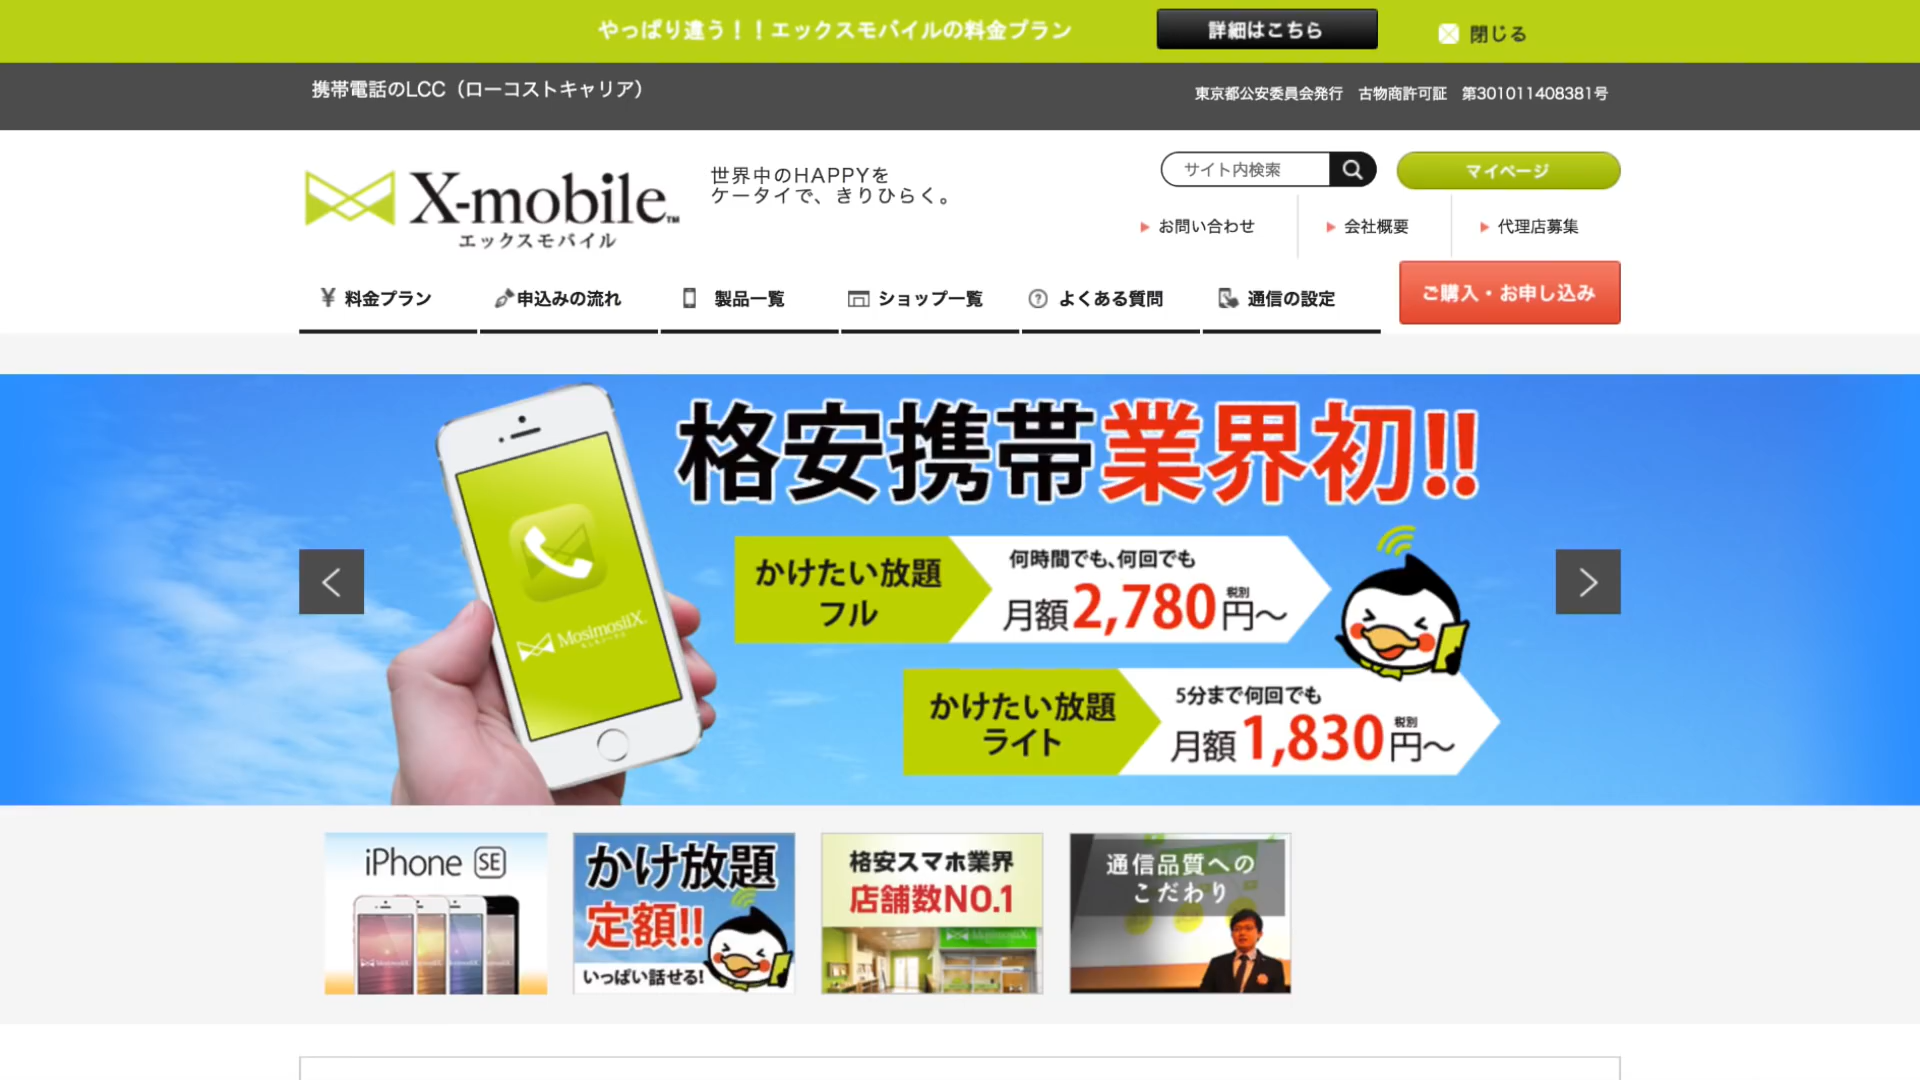 やっぱり違う！！エックスモバイルの料金プラン
詳細はこちら
閉じる
携帯電話のLCC（ローコストキャリア）
東京都公安委員会発行　古物商許可証　第301011408381号
X-mobile™
エックスモバイル
世界中のHAPPYを
ケータイで、きりひらく。
サイト内検索
マイページ
お問い合わせ
会社概要
代理店募集
料金プラン
申込みの流れ
製品一覧
ショップ一覧
よくある質問
通信の設定
ご購入・お申し込み
格安携帯業界初!!
かけたい放題
フル
何時間でも、何回でも
月額2,780税別円～
かけたい放題
ライト
5分まで何回でも
月額1,830税別円～
MosimosiX
iPhone SE
かけ放題
定額!!
いっぱい話せる!
格安スマホ業界
店舗数NO.1
通信品質への
こだわり